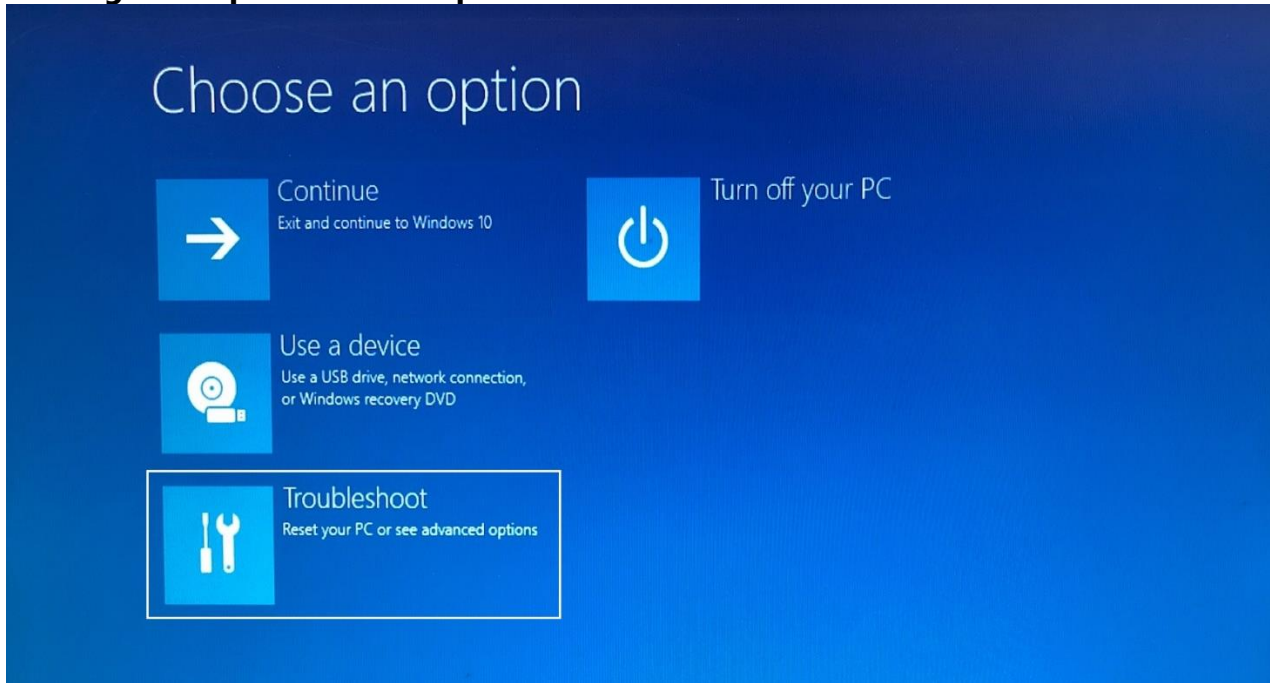 Choose an option
Continue
Exit and continue to Windows 10
Turn off your PC
Use a device
Use a USB drive, network connection,
or Windows recovery DVD
Troubleshoot
Reset your PC or see advanced options